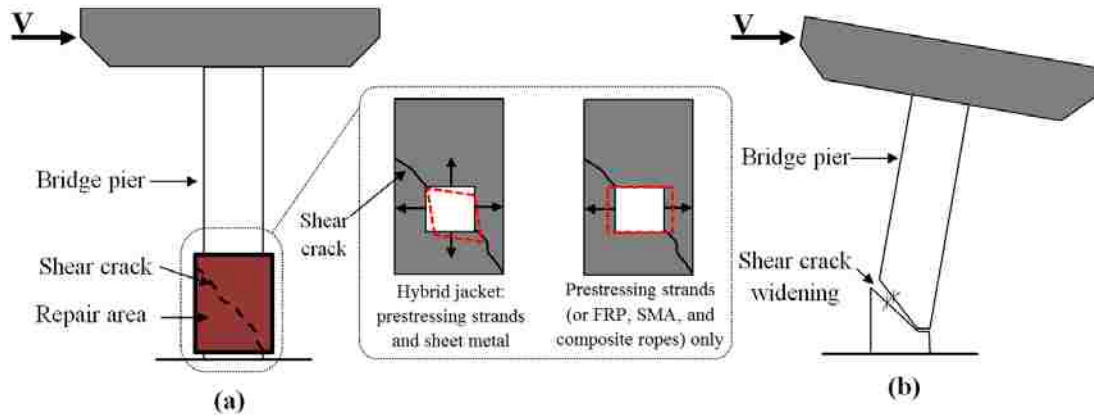 V
Bridge pier
Shear crack
Repair area
(a)
Shear
crack
Hybrid jacket:
prestressing strands
and sheet metal
Prestressing strands
(or FRP, SMA, and
composite ropes) only
V
Bridge pier
Shear crack
widening
(b)